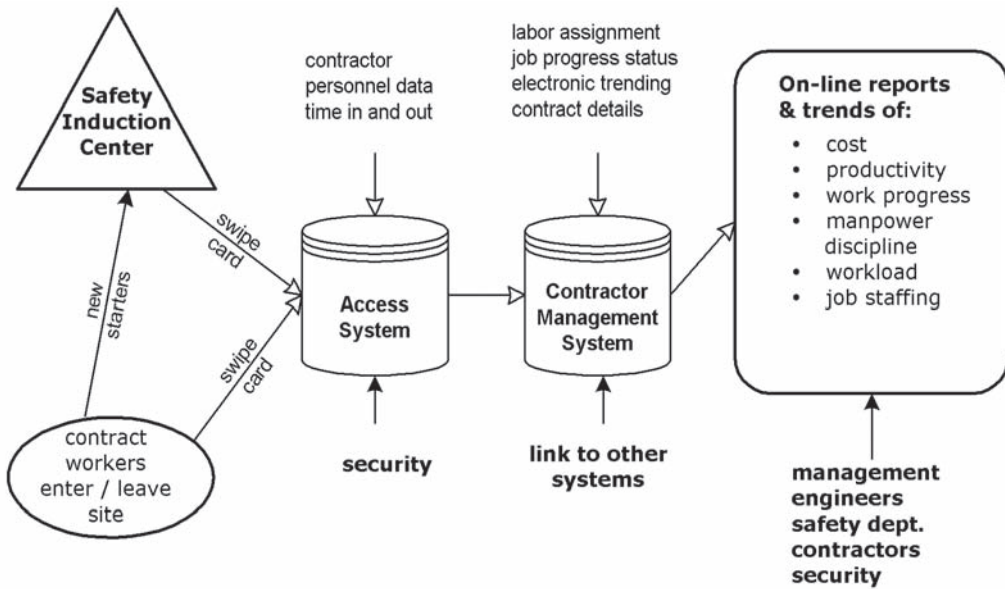 Safety
Induction
Center
contractor
personnel data
time in and out
labor assignment
job progress status
electronic trending
contract details
On-line reports
& trends of:
• cost
• productivity
• work progress
• manpower
discipline
• workload
• job staffing
swipe
card
new
starters
Access
System
Contractor
Management
System
swipe
card
contract
workers
enter / leave
site
security
link to other
systems
management
engineers
safety dept.
contractors
security